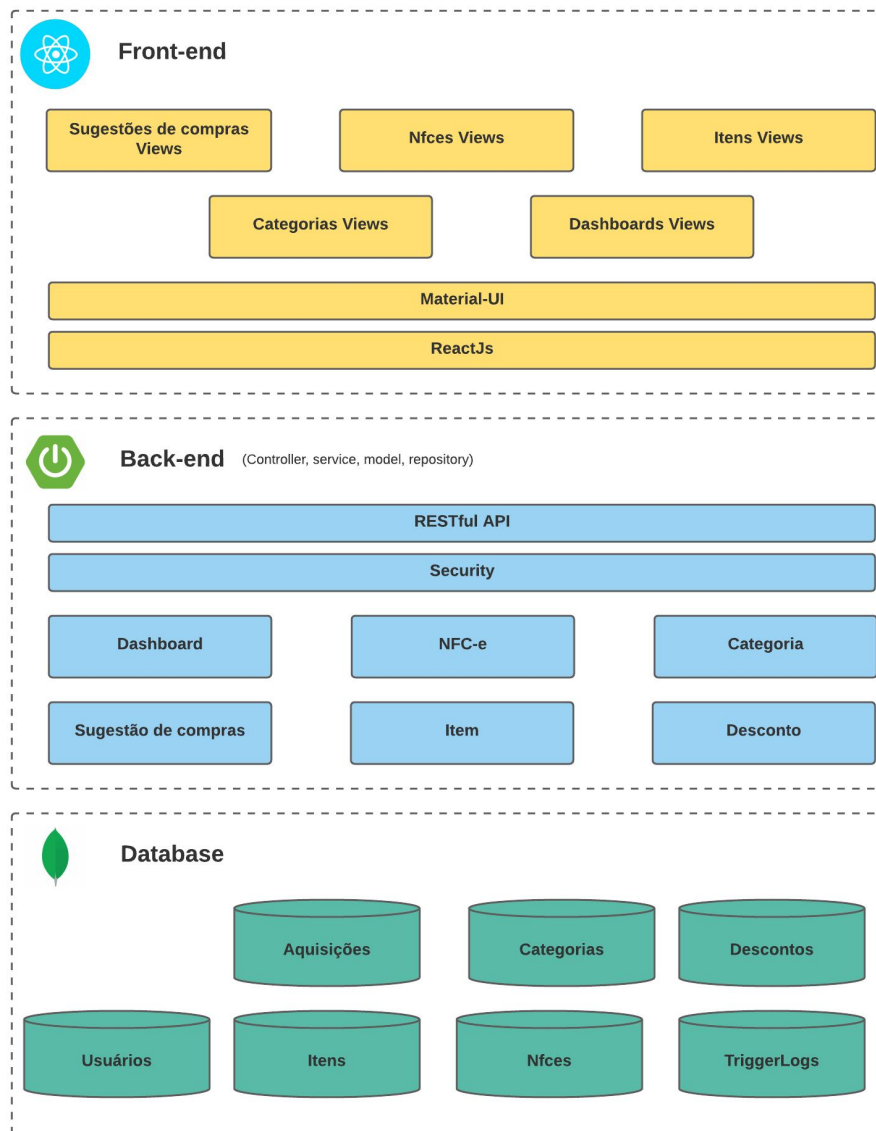 Front-end
Sugestões de compras
Views
Nfces Views
Itens Views
Categorias Views
Dashboards Views
Material-UI
ReactJs
Back-end (Controller, service, model, repository)
RESTful API
Security
Dashboard
NFC-e
Categoria
Sugestão de compras
Item
Desconto
Database
Aquisições
Categorias
Descontos
Usuários
Itens
Nfces
TriggerLogs